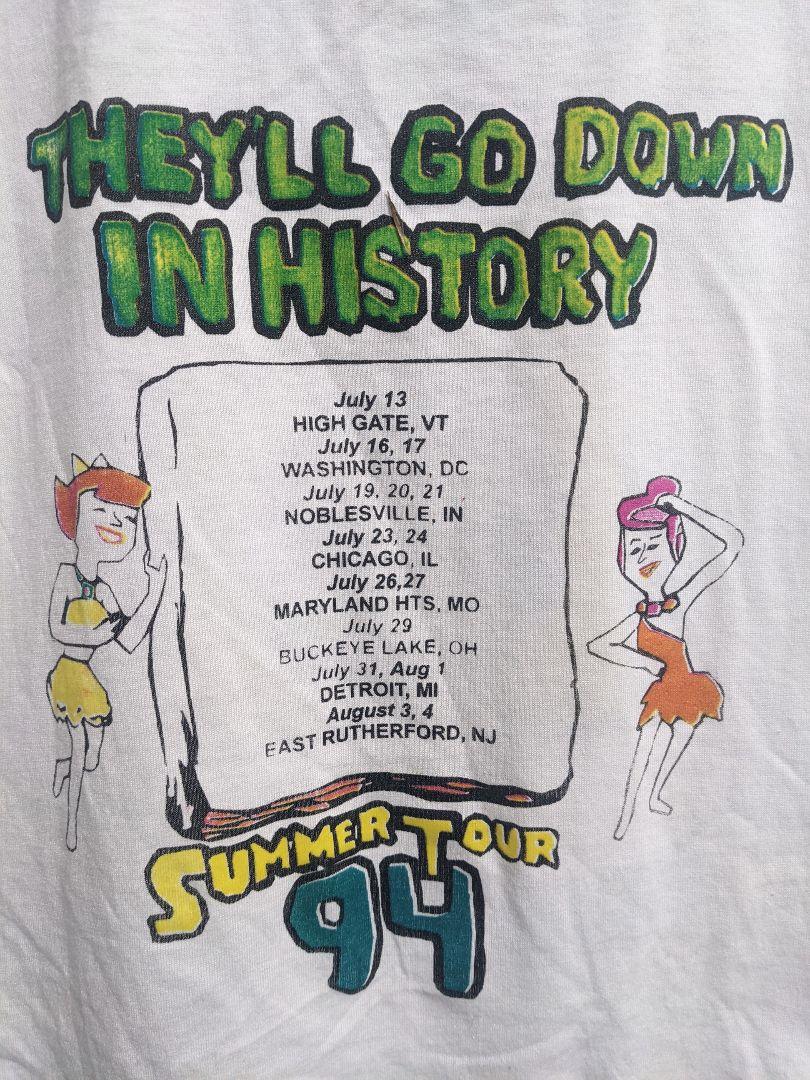 THEY'LL GO DOWN
IN HISTORY
July 13
HIGH GATE, VT
July 16, 17
WASHINGTON, DC
July 19, 20, 21
NOBLESVILLE, IN
July 23, 24
CHICAGO, IL
July 26,27
MARYLAND HTS, MO
July 29
BUCKEYE LAKE, OH
July 31, Aug 1
DETROIT, MI
August 3, 4
EAST RUTHERFORD, NJ
SUMMER TOUR
94